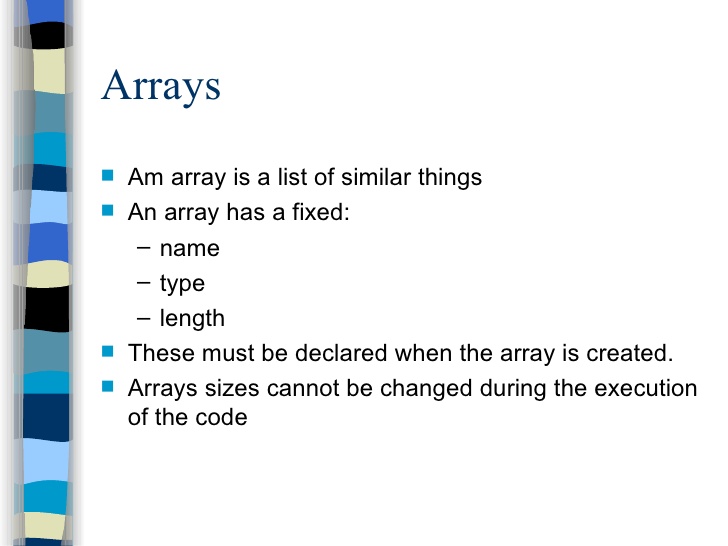 Arrays
■ Am array is a list of similar things
■ An array has a fixed:
– name
– type
– length
■ These must be declared when the array is created.
■ Arrays sizes cannot be changed during the execution
of the code